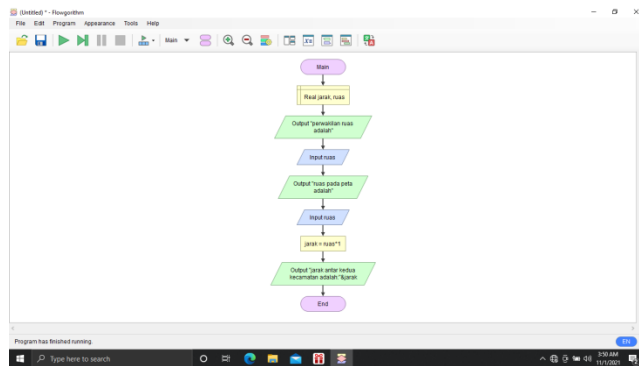 (Untitled) * - Flowgorithm
File Edit Program Appearance Tools Help
Main
Main
Real jarak, ruas
Output "perwakilan ruas
adalah"
Input ruas
Output "ruas pada peta
adalah"
Input ruas
jarak = ruas*1
Output "jarak antar kedua
kecamatan adalah:"&jarak
End
Program has finished running.
EN
Type here to search
3:50 AM
11/1/2021